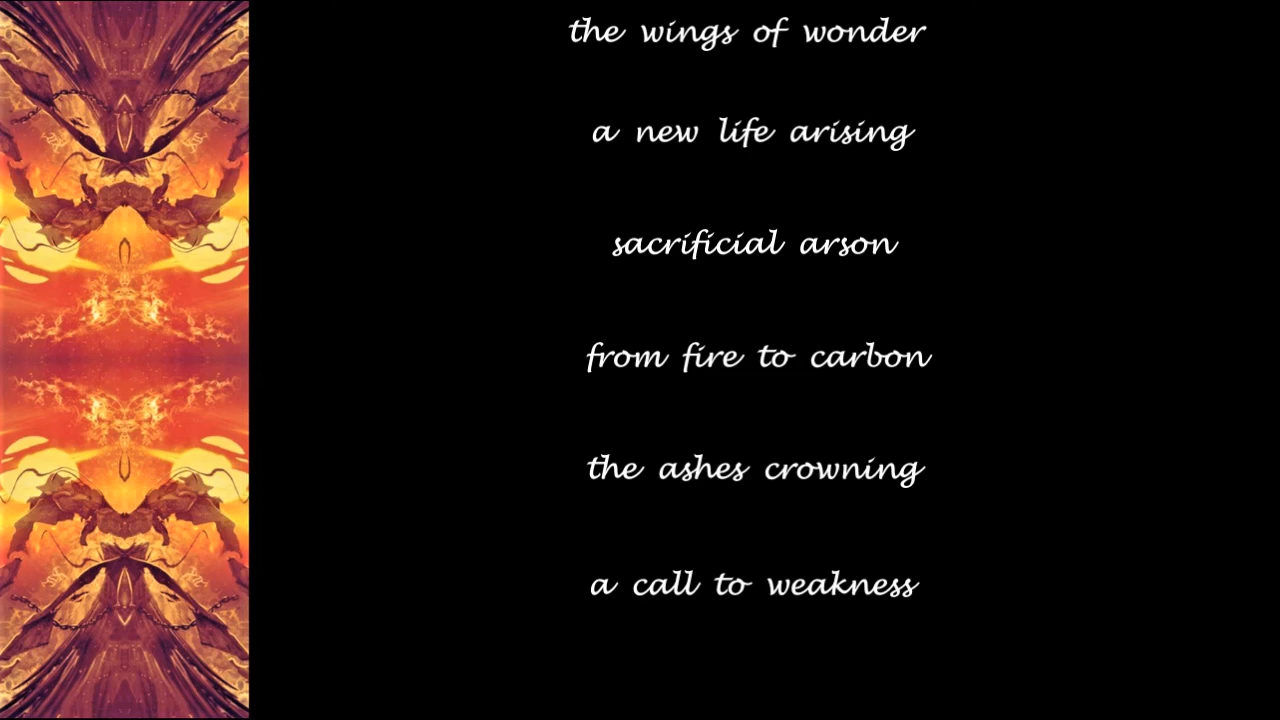 the wings of wonder
a new life arising
sacrificial arson
from fire to carbon
the ashes crowning
a call to weakness